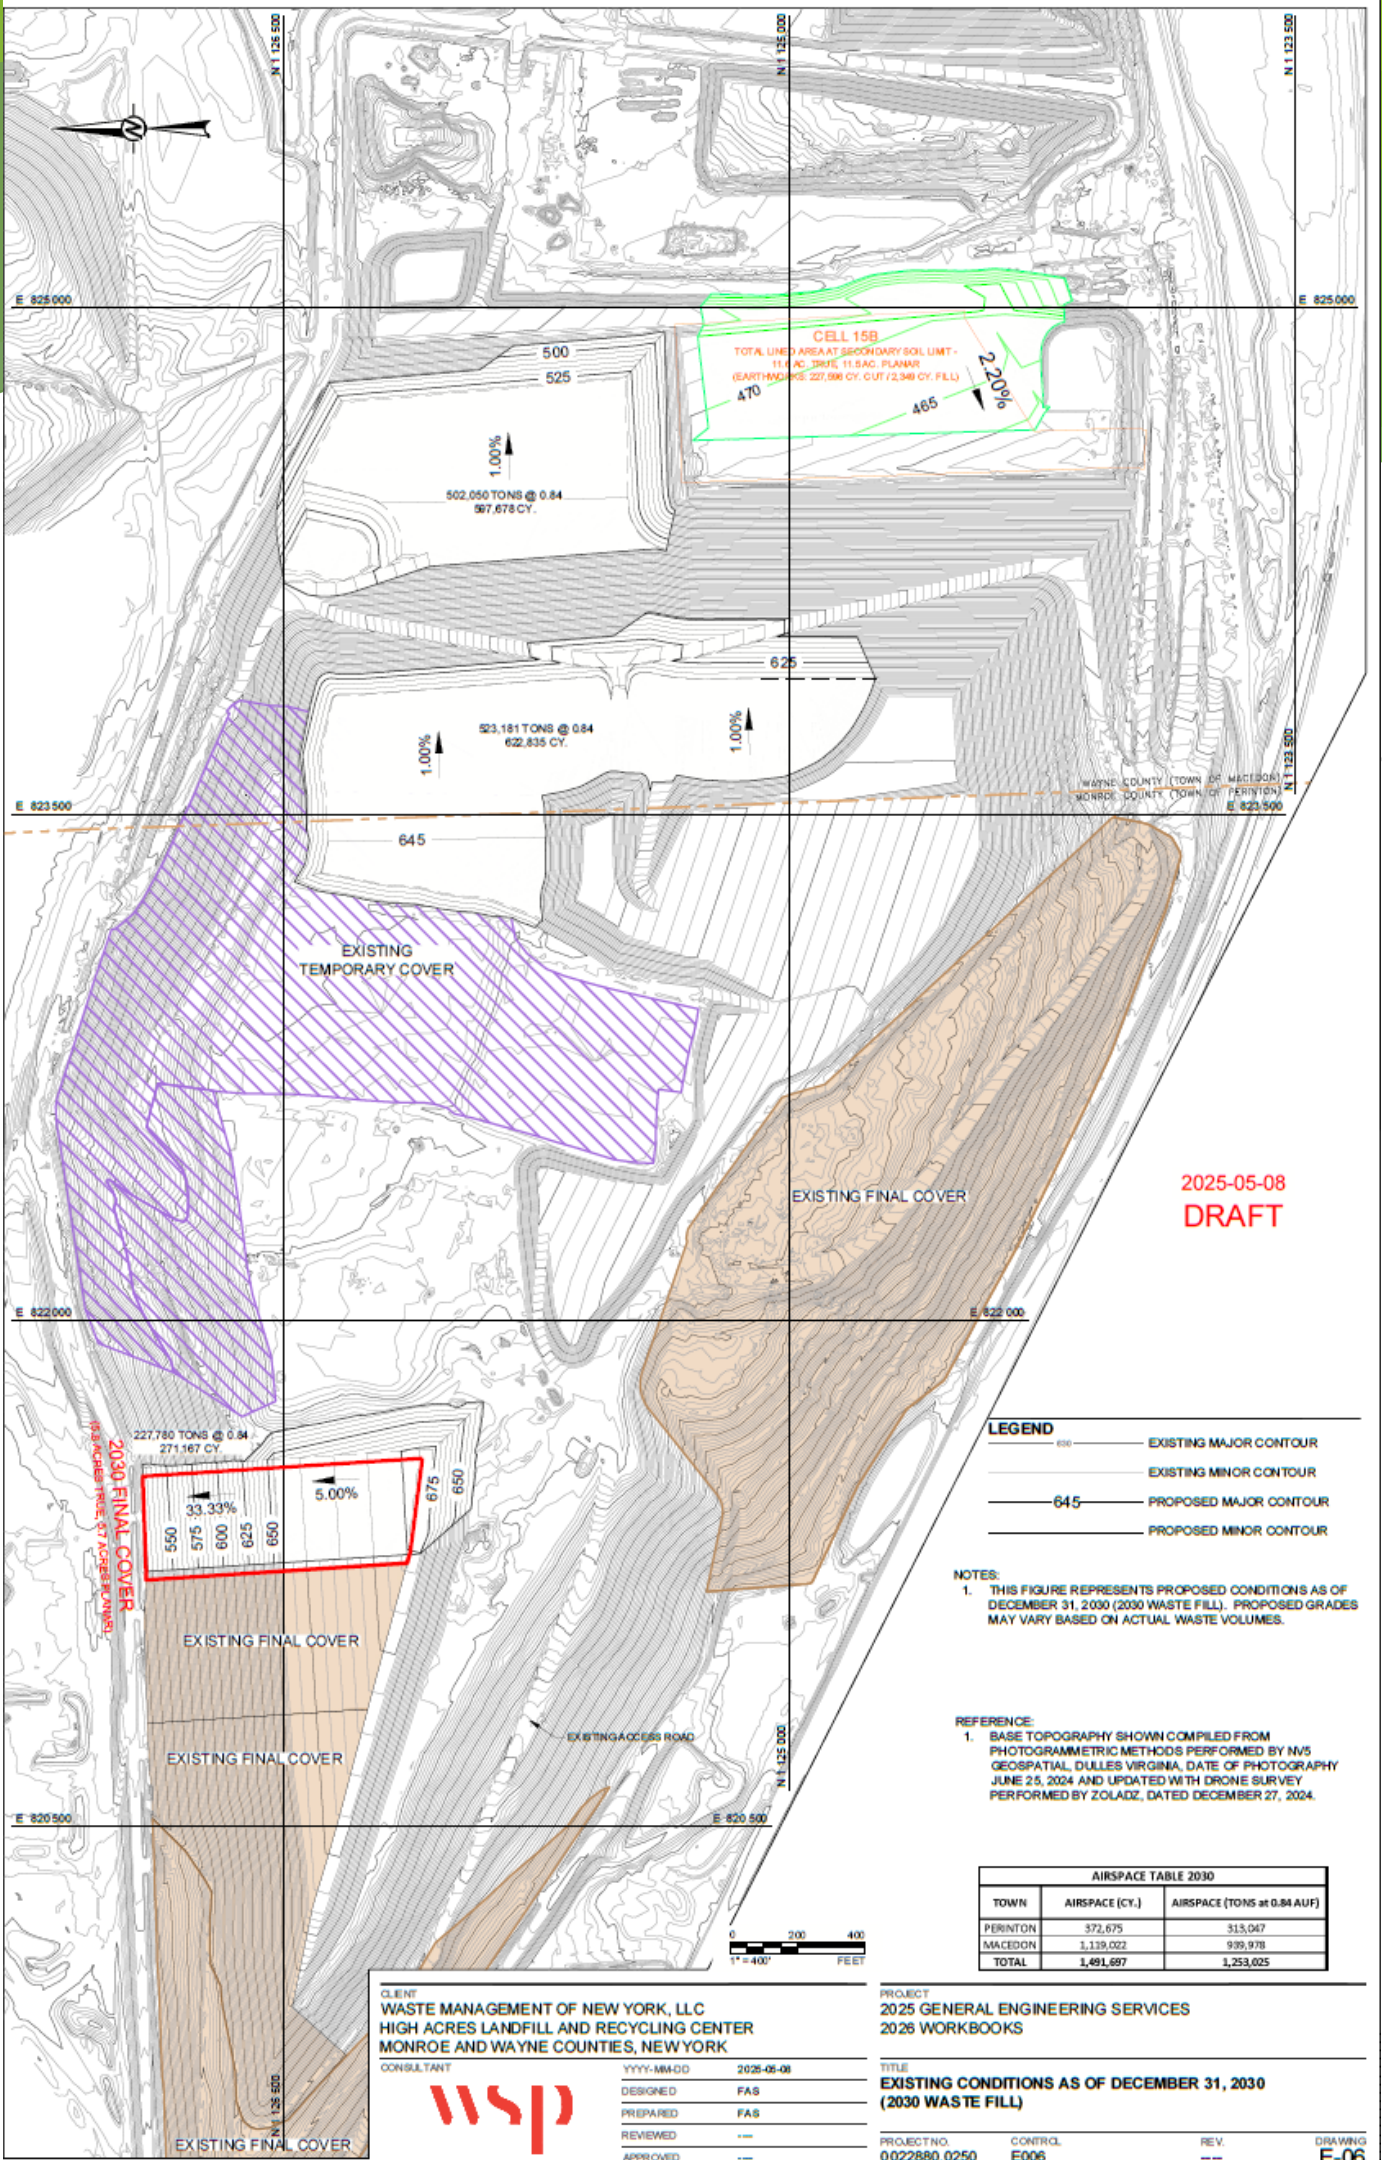 N 1 126 500
N 1 125 000
N 1 123 500
E 825 000
E 825 000
CELL 15B
TOTAL LINED AREA AT SECONDARY SOIL LIMIT -
11.6 AC. TRUE, 11.5 AC. PLANAR
(EARTHWORKS: 227,598 CY. CUT / 2,349 CY. FILL)
500
525
470
465
2.20%
1.00%
502,050 TONS @ 0.84
597,678 CY.
625
523,181 TONS @ 0.84
622,835 CY.
1.00%
1.00%
N 1 123 500
WAYNE COUNTY (TOWN OF MACEDON)
MONROE COUNTY (TOWN OF PERINTON)
E 823 500
E 823 500
645
EXISTING
TEMPORARY COVER
EXISTING FINAL COVER
2025-05-08
DRAFT
E 822 000
E 822 000
227,780 TONS @ 0.84
271,167 CY.
2030 FINAL COVER
33.33%
5.00%
550
575
600
625
650
675
650
LEGEND
630
EXISTING MAJOR CONTOUR
EXISTING MINOR CONTOUR
645
PROPOSED MAJOR CONTOUR
PROPOSED MINOR CONTOUR
NOTES:
1. THIS FIGURE REPRESENTS PROPOSED CONDITIONS AS OF
DECEMBER 31, 2030 (2030 WASTE FILL). PROPOSED GRADES
MAY VARY BASED ON ACTUAL WASTE VOLUMES.
EXISTING FINAL COVER
EXISTING FINAL COVER
EXISTING ACCESS ROAD
N 1 125 000
REFERENCE:
1. BASE TOPOGRAPHY SHOWN COMPILED FROM
PHOTOGRAMMETRIC METHODS PERFORMED BY NV5
GEOSPATIAL, DULLES VIRGINIA, DATE OF PHOTOGRAPHY
JUNE 25, 2024 AND UPDATED WITH DRONE SURVEY
PERFORMED BY ZOLADZ, DATED DECEMBER 27, 2024.
E 820 500
E 820 500
AIRSPACE TABLE 2030
TOWN AIRSPACE (CY.) AIRSPACE (TONS at 0.84 AUF)
PERINTON 372,675 313,047
MACEDON 1,119,022 939,978
TOTAL 1,491,697 1,253,025
0 200 400
1" = 400' FEET
N 1 126 500
EXISTING FINAL COVER
CLIENT
WASTE MANAGEMENT OF NEW YORK, LLC
HIGH ACRES LANDFILL AND RECYCLING CENTER
MONROE AND WAYNE COUNTIES, NEW YORK
CONSULTANT
wsp
YYYY-MM-DD 2025-05-08
DESIGNED FAS
PREPARED FAS
REVIEWED ---
APPROVED ---
PROJECT
2025 GENERAL ENGINEERING SERVICES
2026 WORKBOOKS
TITLE
EXISTING CONDITIONS AS OF DECEMBER 31, 2030
(2030 WASTE FILL)
PROJECT NO. CONTROL REV. DRAWING
0022880.0250 E006 --- E-06